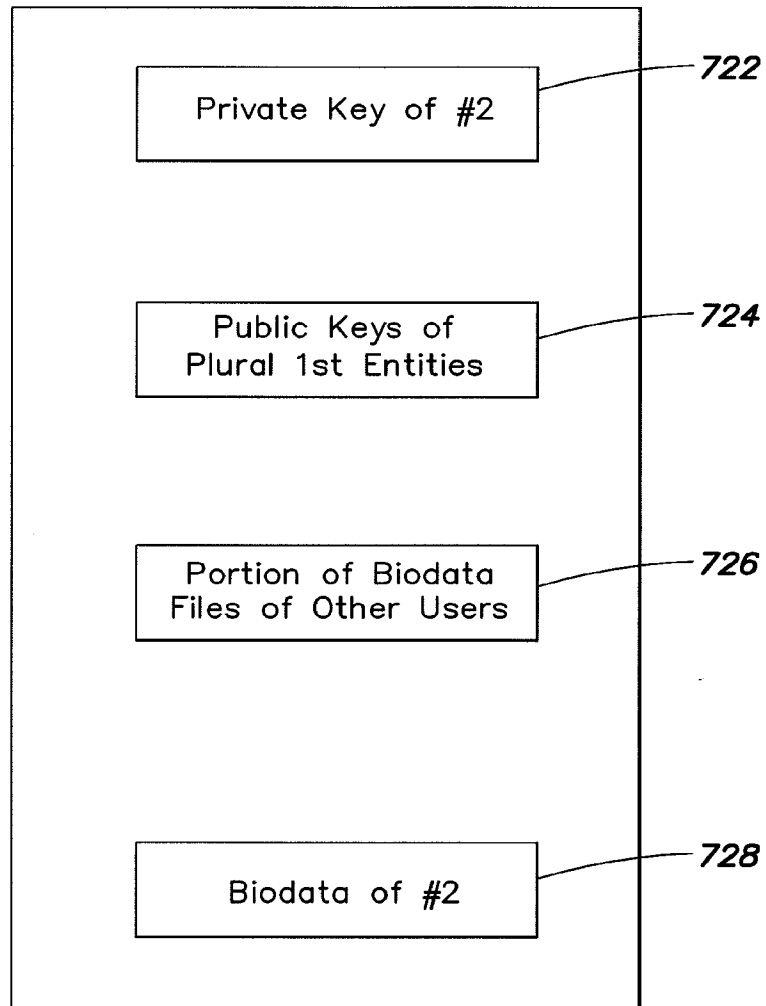 722
Private Key of #2
724
Public Keys of
Plural 1st Entities
726
Portion of Biodata
Files of Other Users
728
Biodata of #2